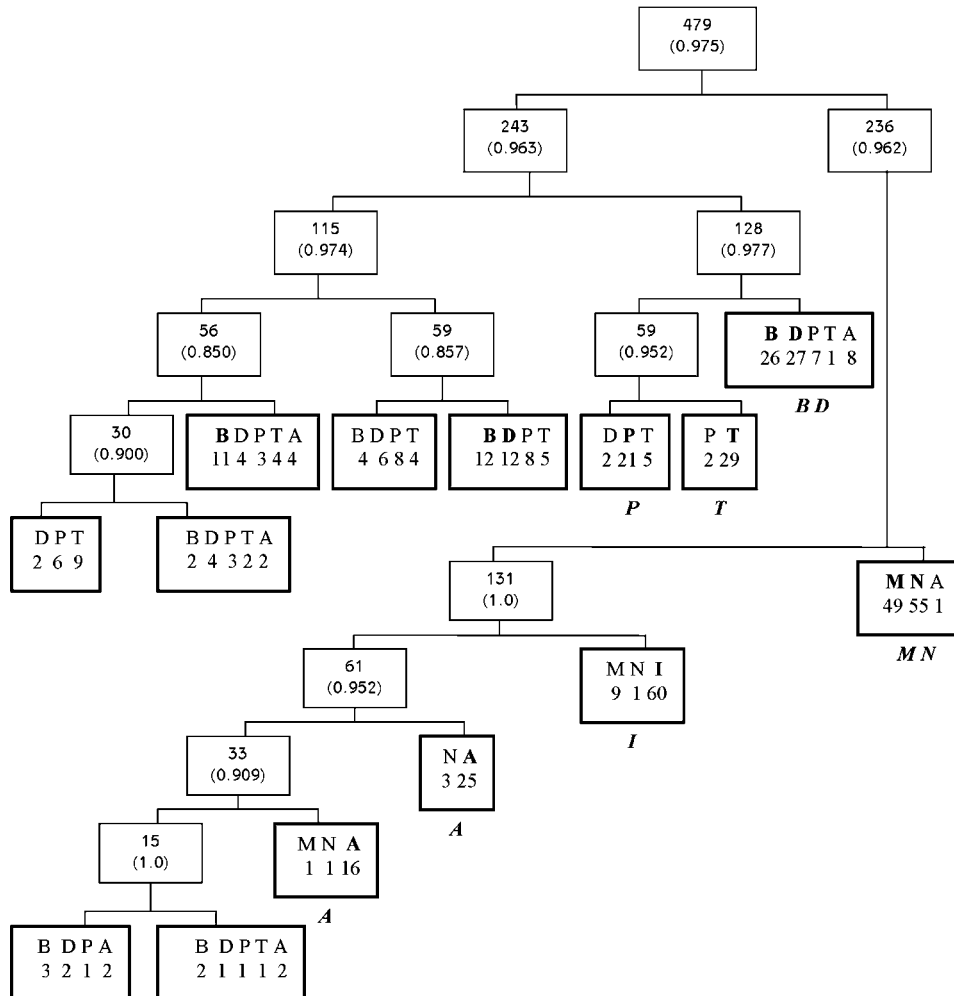 479
(0.975)
243
(0.963)
236
(0.962)
115
(0.974)
128
(0.977)
56
(0.850)
59
(0.857)
59
(0.952)
B D P T A
26 27 7 1 8
B D
30
(0.900)
B D P T A
11 4 3 4 4
B D P T
4 6 8 4
B D P T
12 12 8 5
D P T
2 21 5
P
P T
2 29
T
D P T
2 6 9
B D P T A
2 4 3 2 2
131
(1.0)
M N A
49 55 1
M N
61
(0.952)
M N I
9 1 60
I
33
(0.909)
N A
3 25
A
15
(1.0)
M N A
1 1 16
A
B D P A
3 2 1 2
B D P T A
2 1 1 1 2